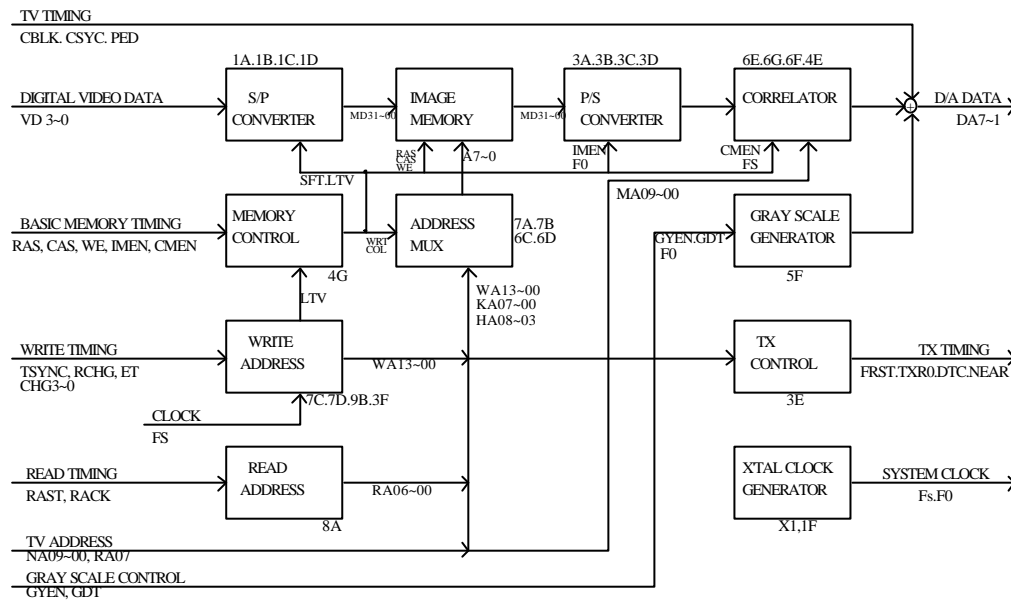 TV TIMING
CBLK. CSYC. PED
1A.1B.1C.1D
3A.3B.3C.3D
6E.6G.6F.4E
DIGITAL VIDEO DATA
VD 3~0
S/P
CONVERTER
MD31~00
IMAGE
MEMORY
MD31~00
P/S
CONVERTER
CORRELATOR
+
D/A DATA
DA7~1
SFT.LTV
RAS
CAS
WE
A7~0
IMEN
F0
CMEN
FS
MA09~00
BASIC MEMORY TIMING
RAS, CAS, WE, IMEN, CMEN
MEMORY
CONTROL
4G
WRT
COL
ADDRESS
MUX
7A.7B
6C.6D
GYEN.GDT
F0
GRAY SCALE
GENERATOR
5F
LTV
WA13~00
KA07~00
HA08~03
WRITE TIMING
TSYNC, RCHG, ET
CHG3~0
WRITE
ADDRESS
WA13~00
7C.7D.9B.3F
TX
CONTROL
3E
TX TIMING
FRST.TXR0.DTC.NEAR
CLOCK
FS
READ TIMING
RAST, RACK
READ
ADDRESS
8A
RA06~00
X'TAL CLOCK
GENERATOR
X1,1F
SYSTEM CLOCK
Fs.F0
TV ADDRESS
NA09~00, RA07
GRAY SCALE CONTROL
GYEN, GDT